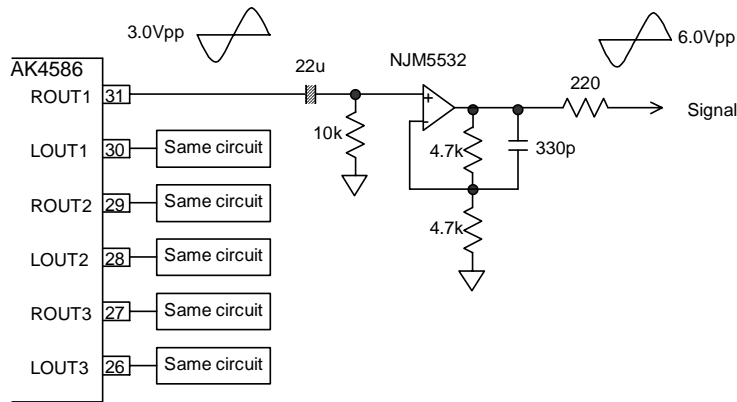 3.0Vpp
6.0Vpp
AK4586
22u
NJM5532
220
ROUT1 31
+
-
Signal
10k
4.7k
330p
LOUT1 30 Same circuit
ROUT2 29 Same circuit
4.7k
LOUT2 28 Same circuit
ROUT3 27 Same circuit
LOUT3 26 Same circuit